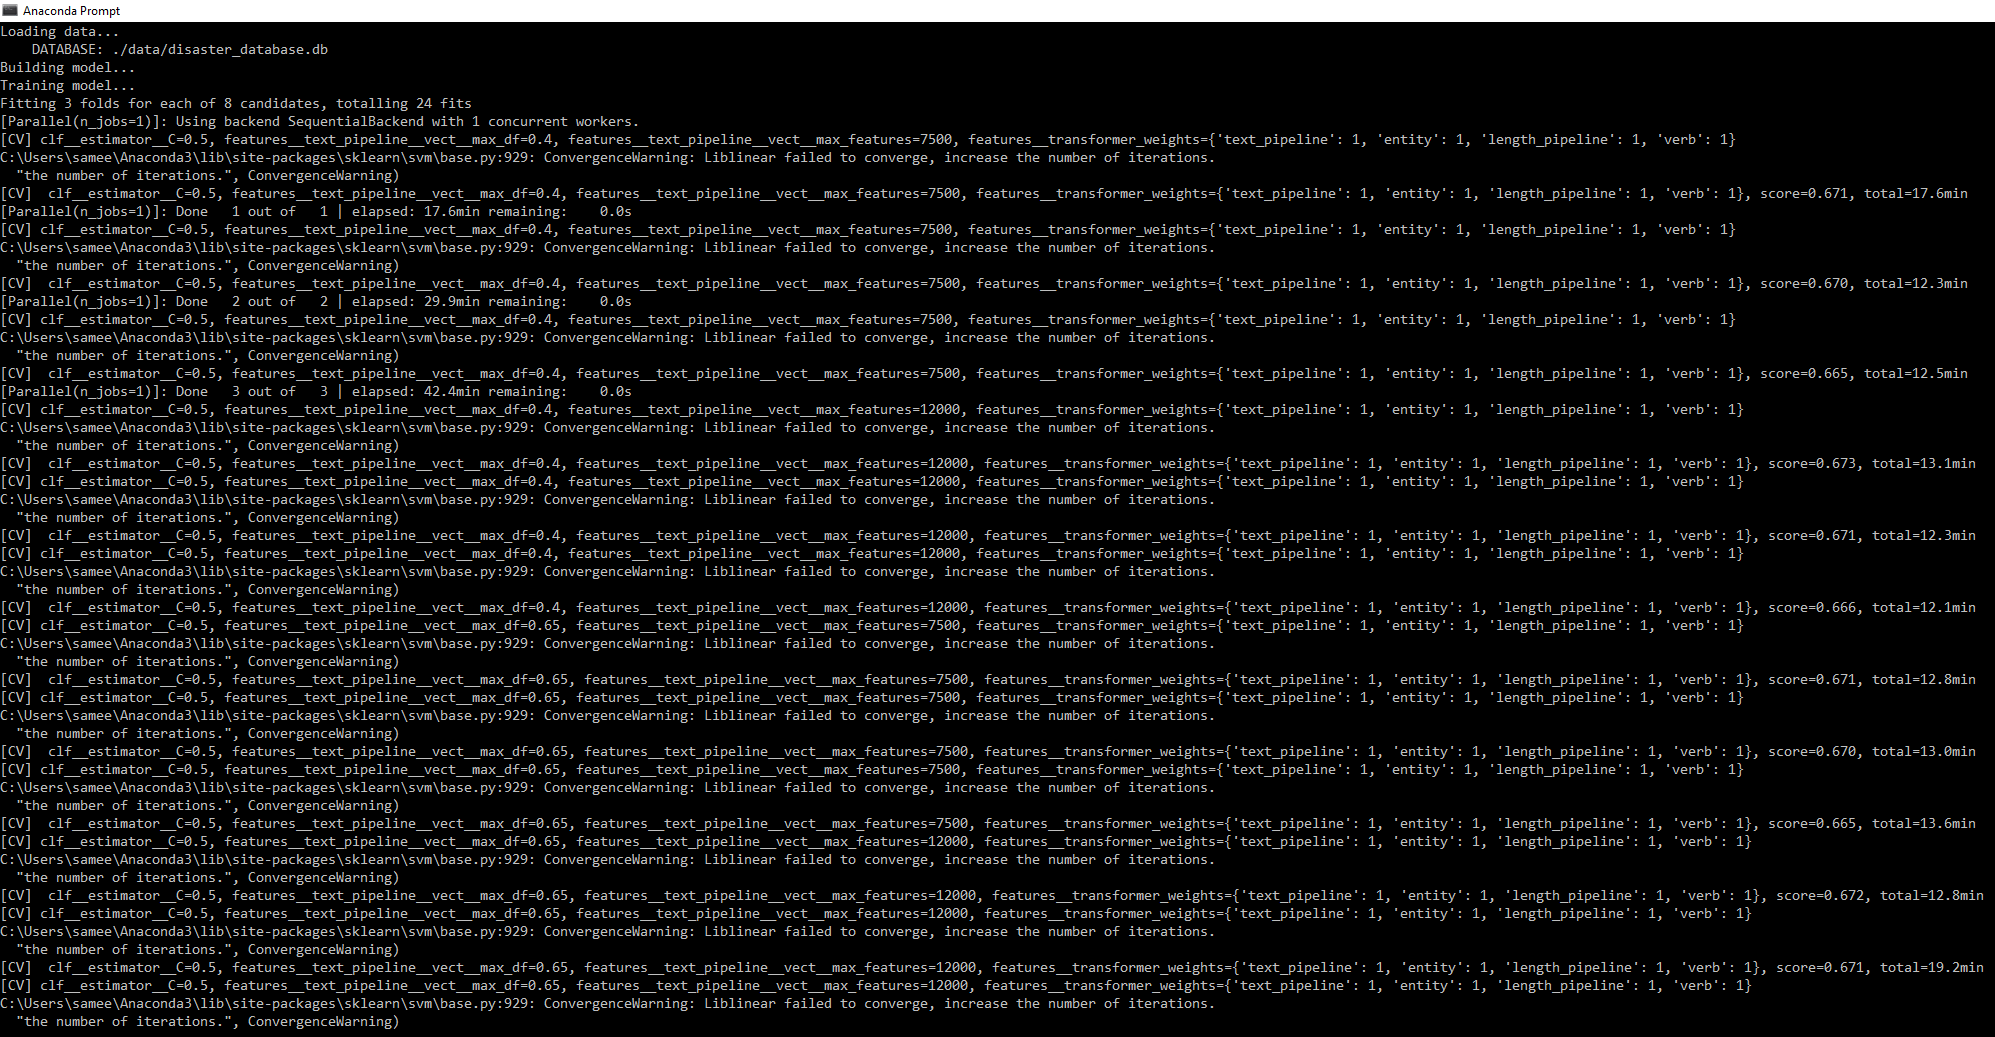 Anaconda Prompt
Loading data...
    DATABASE: ./data/disaster_database.db
Building model...
Training model...
Fitting 3 folds for each of 8 candidates, totalling 24 fits
[Parallel(n_jobs=1)]: Using backend SequentialBackend with 1 concurrent workers.
[CV] clf__estimator__C=0.5, features__text_pipeline__vect__max_df=0.4, features__text_pipeline__vect__max_features=7500, features__transformer_weights={'text_pipeline': 1, 'entity': 1, 'length_pipeline': 1, 'verb': 1}
C:\Users\samee\Anaconda3\lib\site-packages\sklearn\svm\base.py:929: ConvergenceWarning: Liblinear failed to converge, increase the number of iterations.
  "the number of iterations.", ConvergenceWarning)
[CV]  clf__estimator__C=0.5, features__text_pipeline__vect__max_df=0.4, features__text_pipeline__vect__max_features=7500, features__transformer_weights={'text_pipeline': 1, 'entity': 1, 'length_pipeline': 1, 'verb': 1}, score=0.671, total=17.6min
[Parallel(n_jobs=1)]: Done   1 out of   1 | elapsed: 17.6min remaining:    0.0s
[CV] clf__estimator__C=0.5, features__text_pipeline__vect__max_df=0.4, features__text_pipeline__vect__max_features=7500, features__transformer_weights={'text_pipeline': 1, 'entity': 1, 'length_pipeline': 1, 'verb': 1}
C:\Users\samee\Anaconda3\lib\site-packages\sklearn\svm\base.py:929: ConvergenceWarning: Liblinear failed to converge, increase the number of iterations.
  "the number of iterations.", ConvergenceWarning)
[CV]  clf__estimator__C=0.5, features__text_pipeline__vect__max_df=0.4, features__text_pipeline__vect__max_features=7500, features__transformer_weights={'text_pipeline': 1, 'entity': 1, 'length_pipeline': 1, 'verb': 1}, score=0.670, total=12.3min
[Parallel(n_jobs=1)]: Done   2 out of   2 | elapsed: 29.9min remaining:    0.0s
[CV] clf__estimator__C=0.5, features__text_pipeline__vect__max_df=0.4, features__text_pipeline__vect__max_features=7500, features__transformer_weights={'text_pipeline': 1, 'entity': 1, 'length_pipeline': 1, 'verb': 1}
C:\Users\samee\Anaconda3\lib\site-packages\sklearn\svm\base.py:929: ConvergenceWarning: Liblinear failed to converge, increase the number of iterations.
  "the number of iterations.", ConvergenceWarning)
[CV]  clf__estimator__C=0.5, features__text_pipeline__vect__max_df=0.4, features__text_pipeline__vect__max_features=7500, features__transformer_weights={'text_pipeline': 1, 'entity': 1, 'length_pipeline': 1, 'verb': 1}, score=0.665, total=12.5min
[Parallel(n_jobs=1)]: Done   3 out of   3 | elapsed: 42.4min remaining:    0.0s
[CV] clf__estimator__C=0.5, features__text_pipeline__vect__max_df=0.4, features__text_pipeline__vect__max_features=12000, features__transformer_weights={'text_pipeline': 1, 'entity': 1, 'length_pipeline': 1, 'verb': 1}
C:\Users\samee\Anaconda3\lib\site-packages\sklearn\svm\base.py:929: ConvergenceWarning: Liblinear failed to converge, increase the number of iterations.
  "the number of iterations.", ConvergenceWarning)
[CV]  clf__estimator__C=0.5, features__text_pipeline__vect__max_df=0.4, features__text_pipeline__vect__max_features=12000, features__transformer_weights={'text_pipeline': 1, 'entity': 1, 'length_pipeline': 1, 'verb': 1}, score=0.673, total=13.1min
[CV] clf__estimator__C=0.5, features__text_pipeline__vect__max_df=0.4, features__text_pipeline__vect__max_features=12000, features__transformer_weights={'text_pipeline': 1, 'entity': 1, 'length_pipeline': 1, 'verb': 1}
C:\Users\samee\Anaconda3\lib\site-packages\sklearn\svm\base.py:929: ConvergenceWarning: Liblinear failed to converge, increase the number of iterations.
  "the number of iterations.", ConvergenceWarning)
[CV]  clf__estimator__C=0.5, features__text_pipeline__vect__max_df=0.4, features__text_pipeline__vect__max_features=12000, features__transformer_weights={'text_pipeline': 1, 'entity': 1, 'length_pipeline': 1, 'verb': 1}, score=0.671, total=12.3min
[CV] clf__estimator__C=0.5, features__text_pipeline__vect__max_df=0.4, features__text_pipeline__vect__max_features=12000, features__transformer_weights={'text_pipeline': 1, 'entity': 1, 'length_pipeline': 1, 'verb': 1}
C:\Users\samee\Anaconda3\lib\site-packages\sklearn\svm\base.py:929: ConvergenceWarning: Liblinear failed to converge, increase the number of iterations.
  "the number of iterations.", ConvergenceWarning)
[CV]  clf__estimator__C=0.5, features__text_pipeline__vect__max_df=0.4, features__text_pipeline__vect__max_features=12000, features__transformer_weights={'text_pipeline': 1, 'entity': 1, 'length_pipeline': 1, 'verb': 1}, score=0.666, total=12.1min
[CV] clf__estimator__C=0.5, features__text_pipeline__vect__max_df=0.65, features__text_pipeline__vect__max_features=7500, features__transformer_weights={'text_pipeline': 1, 'entity': 1, 'length_pipeline': 1, 'verb': 1}
C:\Users\samee\Anaconda3\lib\site-packages\sklearn\svm\base.py:929: ConvergenceWarning: Liblinear failed to converge, increase the number of iterations.
  "the number of iterations.", ConvergenceWarning)
[CV]  clf__estimator__C=0.5, features__text_pipeline__vect__max_df=0.65, features__text_pipeline__vect__max_features=7500, features__transformer_weights={'text_pipeline': 1, 'entity': 1, 'length_pipeline': 1, 'verb': 1}, score=0.671, total=12.8min
[CV] clf__estimator__C=0.5, features__text_pipeline__vect__max_df=0.65, features__text_pipeline__vect__max_features=7500, features__transformer_weights={'text_pipeline': 1, 'entity': 1, 'length_pipeline': 1, 'verb': 1}
C:\Users\samee\Anaconda3\lib\site-packages\sklearn\svm\base.py:929: ConvergenceWarning: Liblinear failed to converge, increase the number of iterations.
  "the number of iterations.", ConvergenceWarning)
[CV]  clf__estimator__C=0.5, features__text_pipeline__vect__max_df=0.65, features__text_pipeline__vect__max_features=7500, features__transformer_weights={'text_pipeline': 1, 'entity': 1, 'length_pipeline': 1, 'verb': 1}, score=0.670, total=13.0min
[CV] clf__estimator__C=0.5, features__text_pipeline__vect__max_df=0.65, features__text_pipeline__vect__max_features=7500, features__transformer_weights={'text_pipeline': 1, 'entity': 1, 'length_pipeline': 1, 'verb': 1}
C:\Users\samee\Anaconda3\lib\site-packages\sklearn\svm\base.py:929: ConvergenceWarning: Liblinear failed to converge, increase the number of iterations.
  "the number of iterations.", ConvergenceWarning)
[CV]  clf__estimator__C=0.5, features__text_pipeline__vect__max_df=0.65, features__text_pipeline__vect__max_features=7500, features__transformer_weights={'text_pipeline': 1, 'entity': 1, 'length_pipeline': 1, 'verb': 1}, score=0.665, total=13.6min
[CV] clf__estimator__C=0.5, features__text_pipeline__vect__max_df=0.65, features__text_pipeline__vect__max_features=12000, features__transformer_weights={'text_pipeline': 1, 'entity': 1, 'length_pipeline': 1, 'verb': 1}
C:\Users\samee\Anaconda3\lib\site-packages\sklearn\svm\base.py:929: ConvergenceWarning: Liblinear failed to converge, increase the number of iterations.
  "the number of iterations.", ConvergenceWarning)
[CV]  clf__estimator__C=0.5, features__text_pipeline__vect__max_df=0.65, features__text_pipeline__vect__max_features=12000, features__transformer_weights={'text_pipeline': 1, 'entity': 1, 'length_pipeline': 1, 'verb': 1}, score=0.672, total=12.8min
[CV] clf__estimator__C=0.5, features__text_pipeline__vect__max_df=0.65, features__text_pipeline__vect__max_features=12000, features__transformer_weights={'text_pipeline': 1, 'entity': 1, 'length_pipeline': 1, 'verb': 1}
C:\Users\samee\Anaconda3\lib\site-packages\sklearn\svm\base.py:929: ConvergenceWarning: Liblinear failed to converge, increase the number of iterations.
  "the number of iterations.", ConvergenceWarning)
[CV]  clf__estimator__C=0.5, features__text_pipeline__vect__max_df=0.65, features__text_pipeline__vect__max_features=12000, features__transformer_weights={'text_pipeline': 1, 'entity': 1, 'length_pipeline': 1, 'verb': 1}, score=0.671, total=19.2min
[CV] clf__estimator__C=0.5, features__text_pipeline__vect__max_df=0.65, features__text_pipeline__vect__max_features=12000, features__transformer_weights={'text_pipeline': 1, 'entity': 1, 'length_pipeline': 1, 'verb': 1}
C:\Users\samee\Anaconda3\lib\site-packages\sklearn\svm\base.py:929: ConvergenceWarning: Liblinear failed to converge, increase the number of iterations.
  "the number of iterations.", ConvergenceWarning)